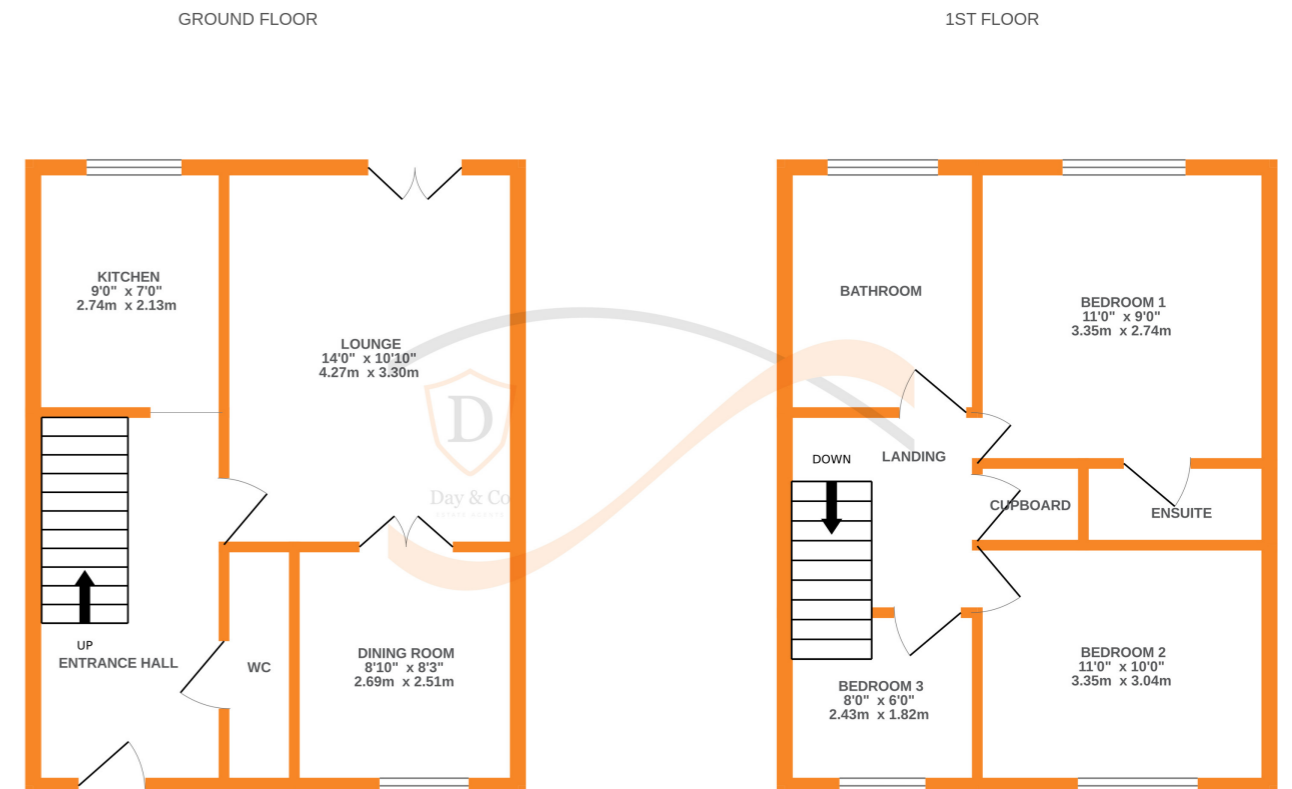 GROUND FLOOR
1ST FLOOR
KITCHEN
9'0" x 7'0"
2.74m x 2.13m
LOUNGE
14'0" x 10'10"
4.27m x 3.30m
D
Day & Co
ESTATE AGENTS
UP
ENTRANCE HALL
WC
DINING ROOM
8'10" x 8'3"
2.69m x 2.51m
BATHROOM
BEDROOM 1
11'0" x 9'0"
3.35m x 2.74m
DOWN
LANDING
CUPBOARD
ENSUITE
BEDROOM 2
11'0" x 10'0"
3.35m x 3.04m
BEDROOM 3
8'0" x 6'0"
2.43m x 1.82m